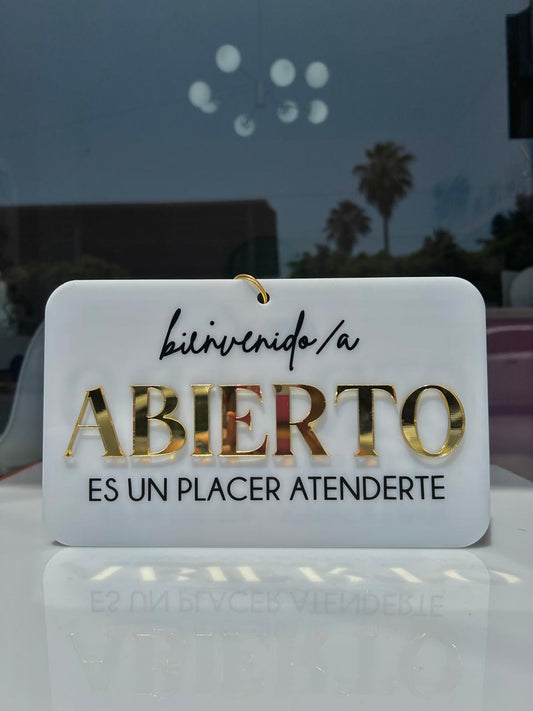 bienvenido/a
ABIERTO
ES UN PLACER ATENDERTE